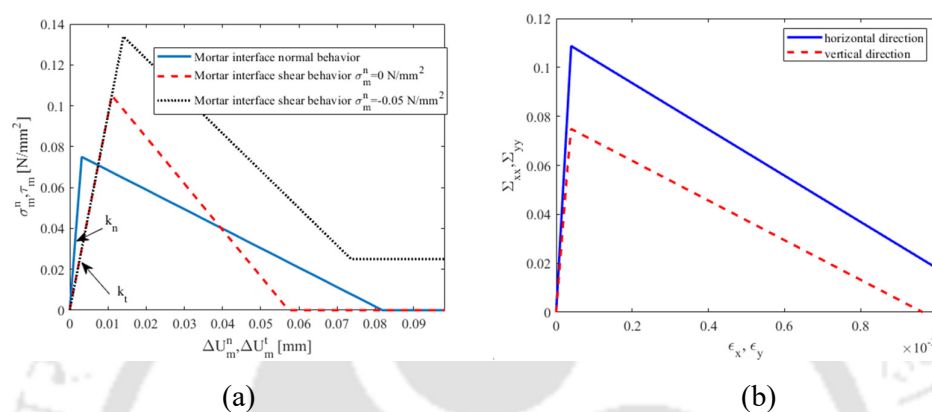 0.14
0.12
0.1
0.08
0.06
0.04
0.02
0
σₘⁿ,τₘ [N/mm²]
Mortar interface normal behavior
Mortar interface shear behavior σₘⁿ=0 N/mm²
Mortar interface shear behavior σₘⁿ=-0.05 N/mm²
kₙ
kₜ
0 0.01 0.02 0.03 0.04 0.05 0.06 0.07 0.08 0.09
ΔUₘⁿ,ΔUₘᵗ [mm]
(a)
0.12
0.1
0.08
0.06
0.04
0.02
0
Σₓₓ, Σᵧᵧ
horizontal direction
vertical direction
0 0.2 0.4 0.6 0.8
×10⁻
εₓ, εᵧ
(b)